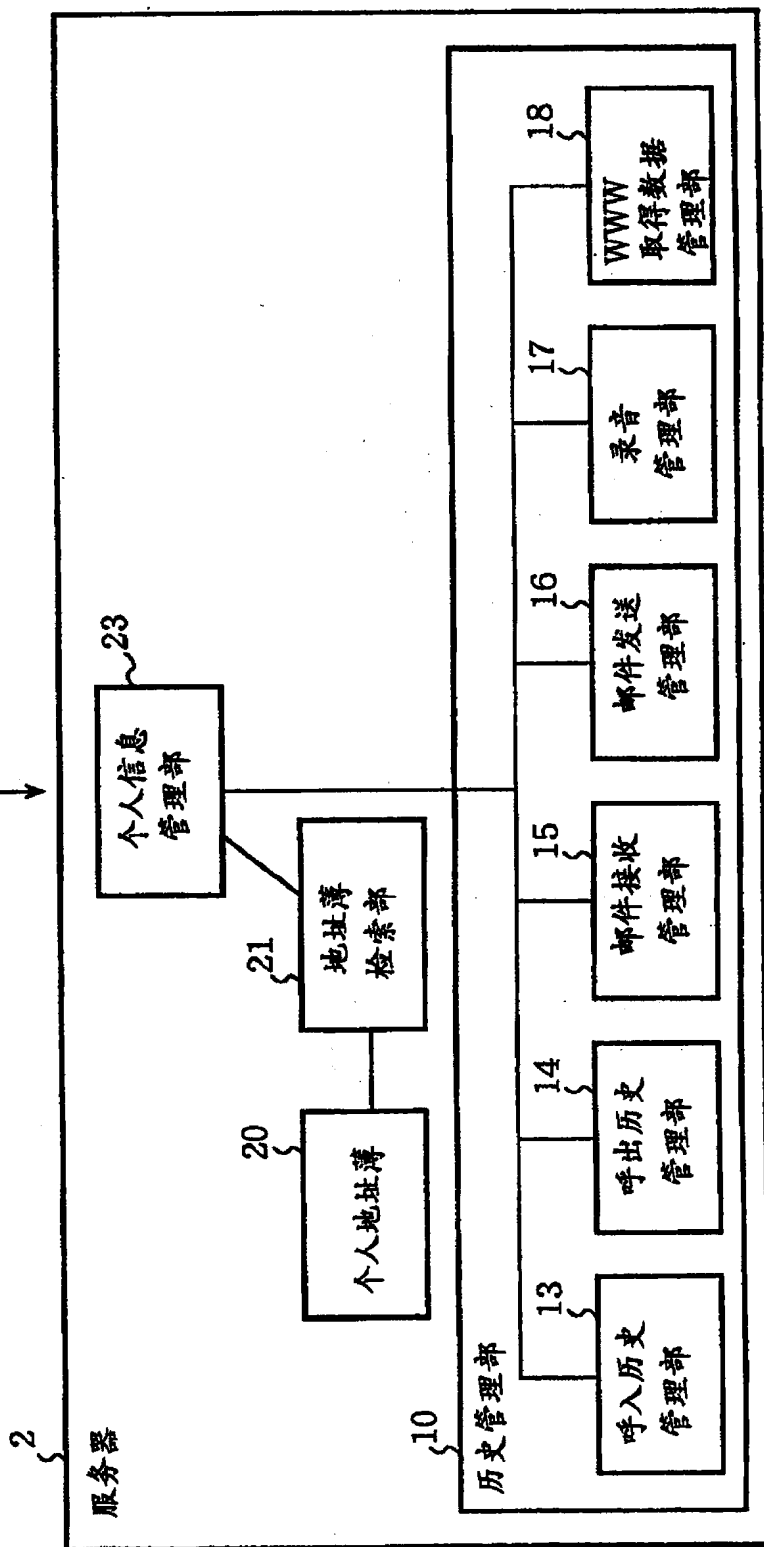 2
服务器
23
个人信息
管理部
21
地址薄
检索部
20
个人地址薄
10
历史管理部
13
呼入历史
管理部
14
呼出历史
管理部
15
邮件接收
管理部
16
邮件发送
管理部
17
录音
管理部
18
WWW
取得数据
管理部